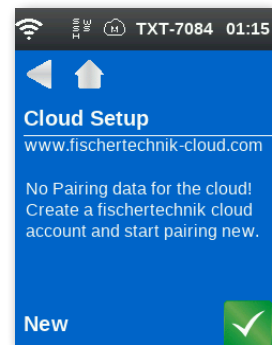 TXT-7084 01:15
Cloud Setup
www.fischertechnik-cloud.com
No Pairing data for the cloud!
Create a fischertechnik cloud
account and start pairing new.
New